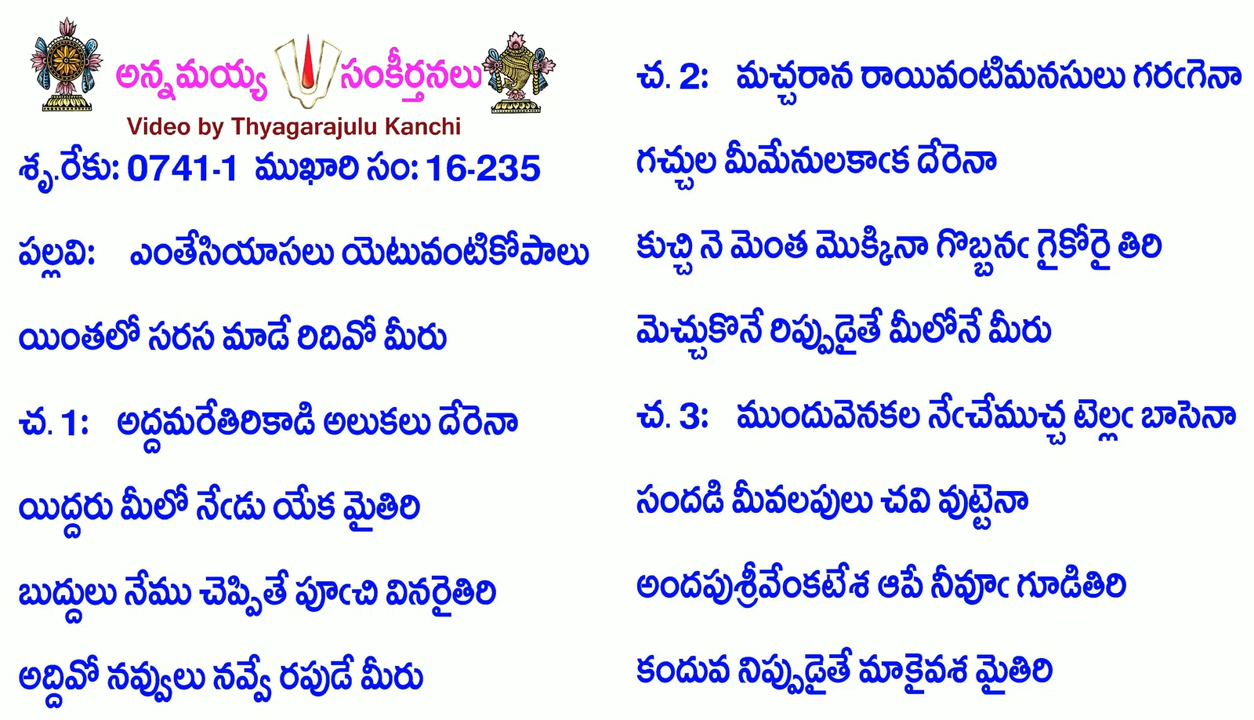 అన్నమయ్య సంకీర్తనలు
Video by Thyagarajulu Kanchi
శృ.రేకు: 0741-1 ముఖారి సం: 16-235
పల్లవి: ఎంతేసియాసలు యెటువంటికోపాలు
యింతలో సరస మాడే రిదివో మీరు
చ. 1: అద్దమరేతిరికాడి అలుకలు దేరెనా
యిద్దరు మీలో నేఁడు యేక మైతిరి
బుద్దులు నేము చెప్పితే పూఁచి వినరైతిరి
అద్దివో నవ్వులు నవ్వే రపుడే మీరు
చ. 2: మచ్చరాన రాయివంటిమనసులు గరఁగెనా
గచ్చుల మీమేనులకాఁక దేరెనా
కుచ్చి నె మెంత మొక్కినా గొబ్బనఁ గైకోరై తిరి
మెచ్చుకొనే రిప్పుడైతే మీలోనే మీరు
చ. 3: ముందువెనకల నేఁచేముచ్చ టెల్లఁ బాసెనా
సందడి మీవలపులు చవి వుట్టెనా
అందపుశ్రీవేంకటేశ ఆపే నీవూఁ గూడితిరి
కందువ నిప్పుడైతే మాకైవశ మైతిరి